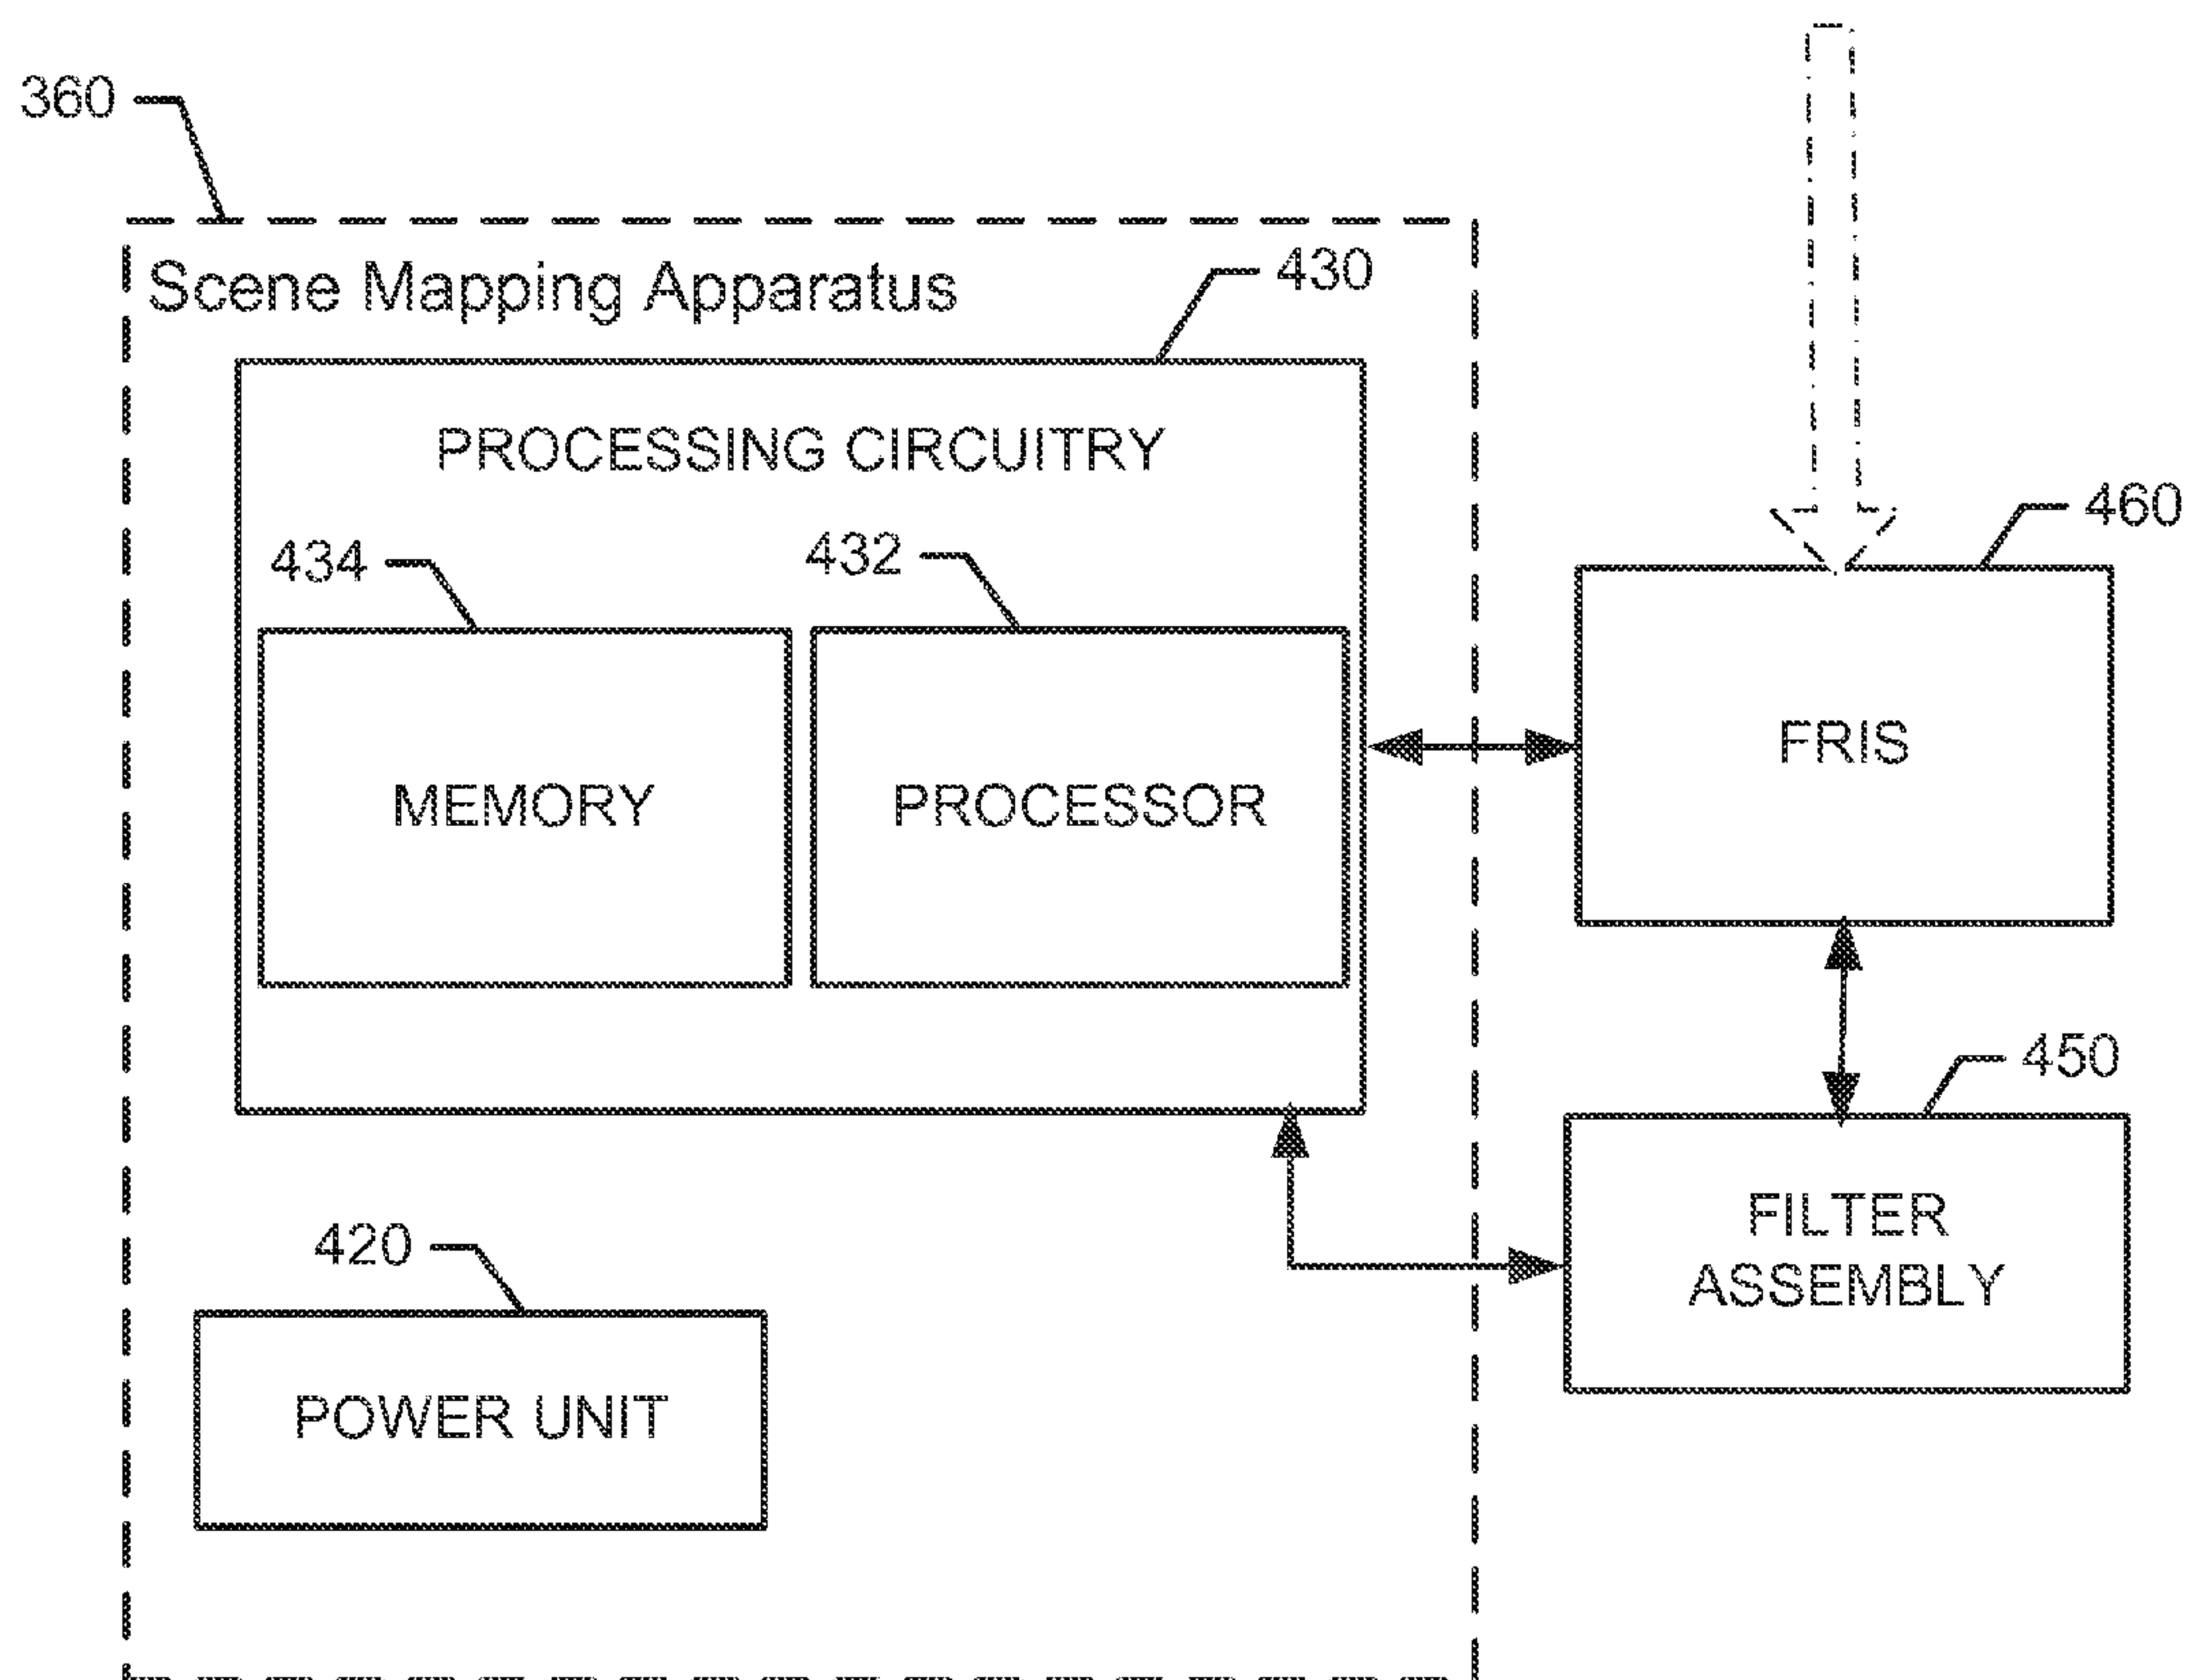 360
Scene Mapping Apparatus
430
PROCESSING CIRCUITRY
460
434
432
MEMORY
PROCESSOR
FRIS
450
FILTER
ASSEMBLY
420
POWER UNIT